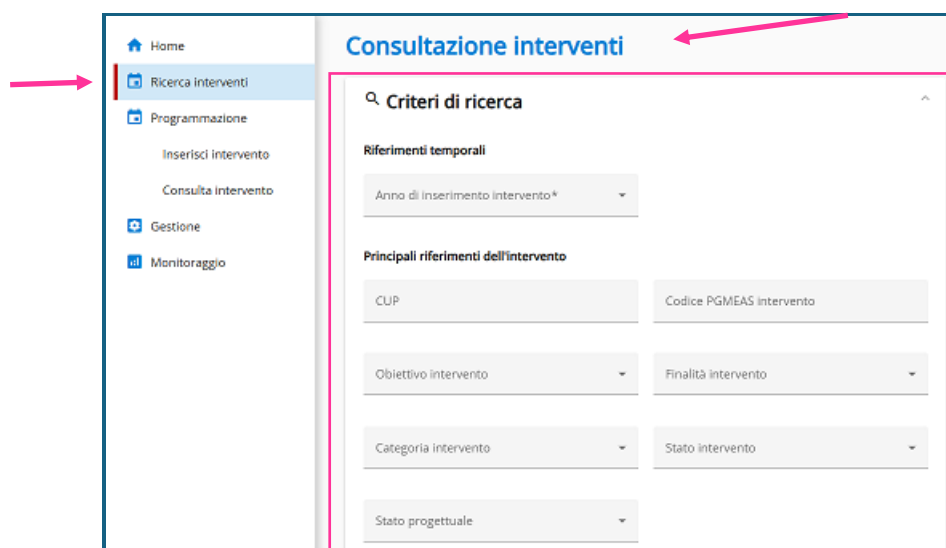 Home
Ricerca interventi
Programmazione
Inserisci intervento
Consulta intervento
Gestione
Monitoraggio
Consultazione interventi
Criteri di ricerca
Riferimenti temporali
Anno di inserimento intervento*
Principali riferimenti dell'intervento
CUP
Codice PGMEAS intervento
Obiettivo intervento
Finalità intervento
Categoria intervento
Stato intervento
Stato progettuale